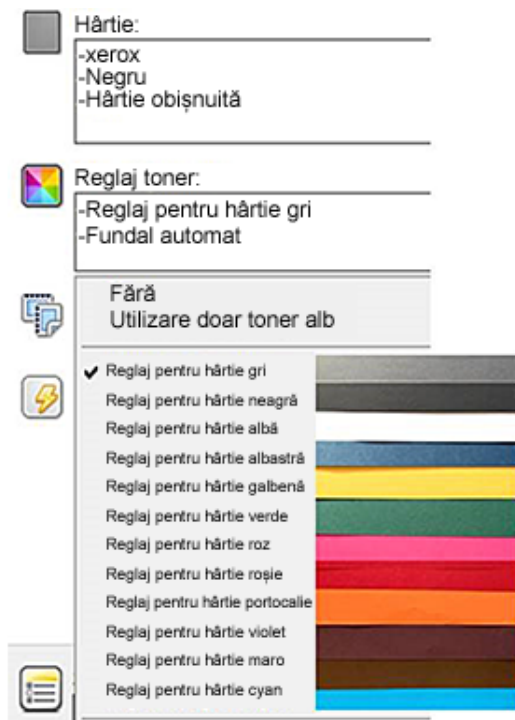 Hârtie:
-xerox
-Negru
-Hârtie obișnuită
Reglaj toner:
-Reglaj pentru hârtie gri
-Fundal automat
Fără
Utilizare doar toner alb
Reglaj pentru hârtie gri
Reglaj pentru hârtie neagră
Reglaj pentru hârtie albă
Reglaj pentru hârtie albastră
Reglaj pentru hârtie galbenă
Reglaj pentru hârtie verde
Reglaj pentru hârtie roz
Reglaj pentru hârtie roșie
Reglaj pentru hârtie portocalie
Reglaj pentru hârtie violet
Reglaj pentru hârtie maro
Reglaj pentru hârtie cyan